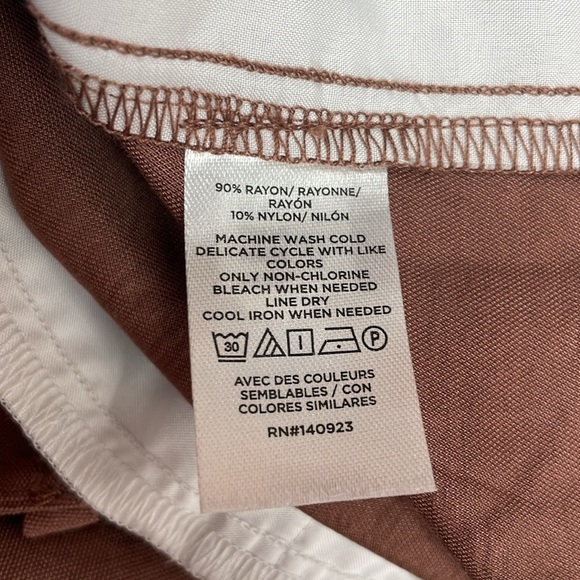 90% RAYON/ RAYONNE/
RAYÓN
10% NYLON/ NILÓN
MACHINE WASH COLD
DELICATE CYCLE WITH LIKE
COLORS
ONLY NON-CHLORINE
BLEACH WHEN NEEDED
LINE DRY
COOL IRON WHEN NEEDED
30 P
AVEC DES COULEURS
SEMBLABLES / CON
COLORES SIMILARES
RN#140923